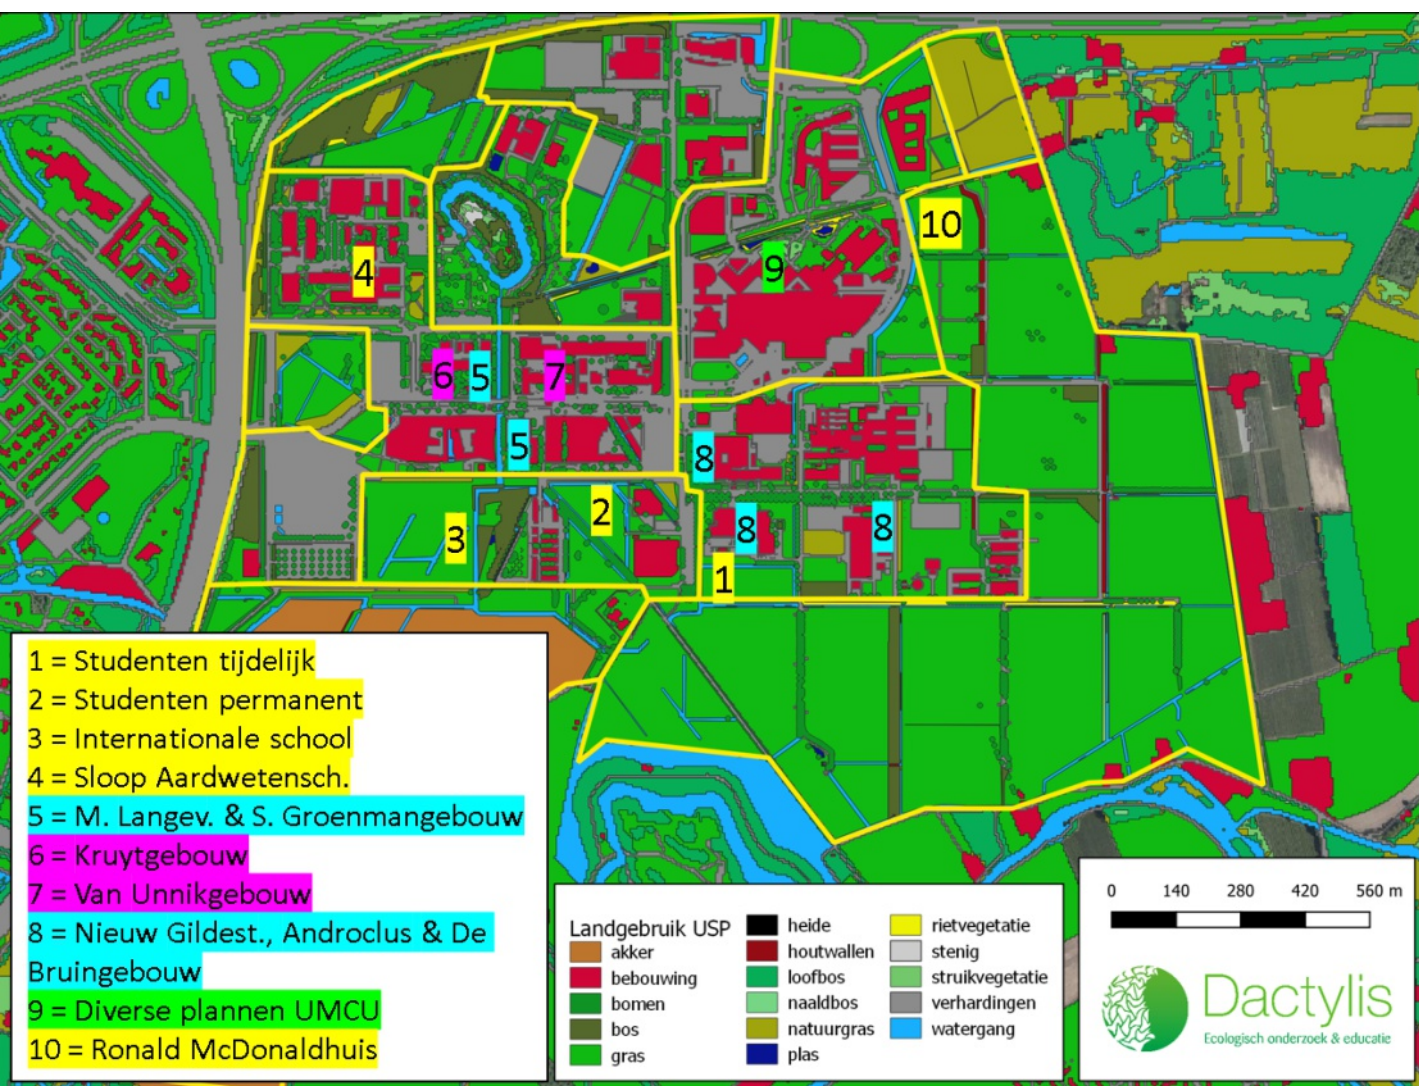 10
4
9
6
5
7
5
8
2
3
8
8
1
1 = Studenten tijdelijk
2 = Studenten permanent
3 = Internationale school
4 = Sloop Aardwetensch.
5 = M. Langev. & S. Groenmangebouw
6 = Kruytgebouw
7 = Van Unnikgebouw
8 = Nieuw Gildest., Androclus & De
Bruingebouw
9 = Diverse plannen UMCU
10 = Ronald McDonaldhuis
Landgebruik USP
akker
bebouwing
bomen
bos
gras
heide
houtwallen
loofbos
naaldbos
natuurgras
plas
rietvegetatie
stenig
struikvegetatie
verhardingen
watergang
0 140 280 420 560 m
Dactylis
Ecologisch onderzoek & educatie